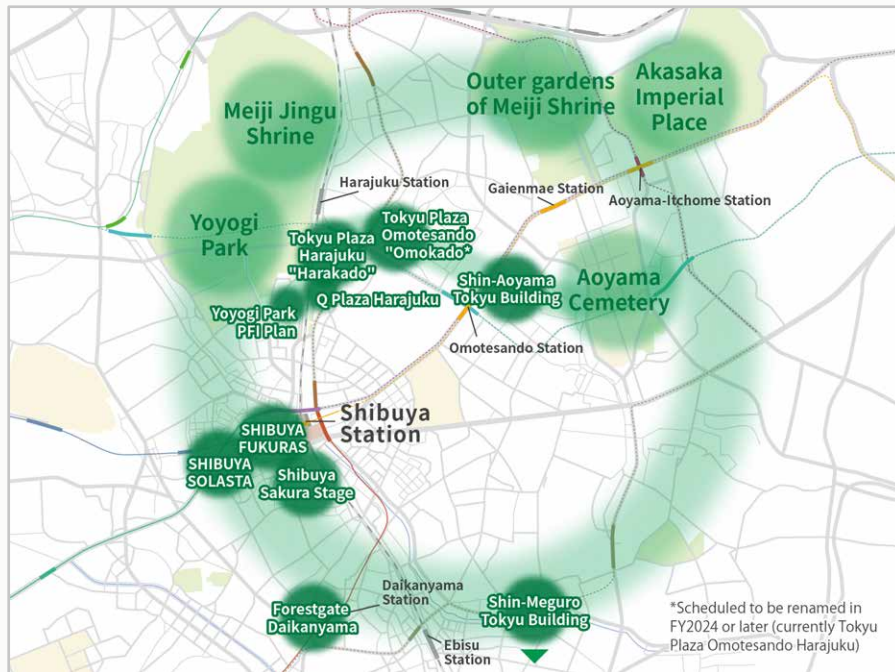 Outer gardens
of Meiji Shrine
Akasaka
Imperial
Place
Meiji Jingu
Shrine
Harajuku Station
Gaienmae Station
Aoyama-Itchome Station
Yoyogi
Park
Tokyu Plaza
Omotesando
"Omokado*
Tokyu Plaza
Harajuku
"Harakado"
Q Plaza Harajuku
Shin-Aoyama
Tokyu Building
Aoyama
Cemetery
Yoyogi Park
PFI Plan
Omotesando Station
Shibuya
Station
SHIBUYA
FUKURAS
SHIBUYA
SOLASTA
Shibuya
Sakura Stage
Daikanyama
Station
Forestgate
Daikanyama
Shin-Meguro
Tokyu Building
Ebisu
Station
*Scheduled to be renamed in
FY2024 or later (currently Tokyu
Plaza Omotesando Harajuku)